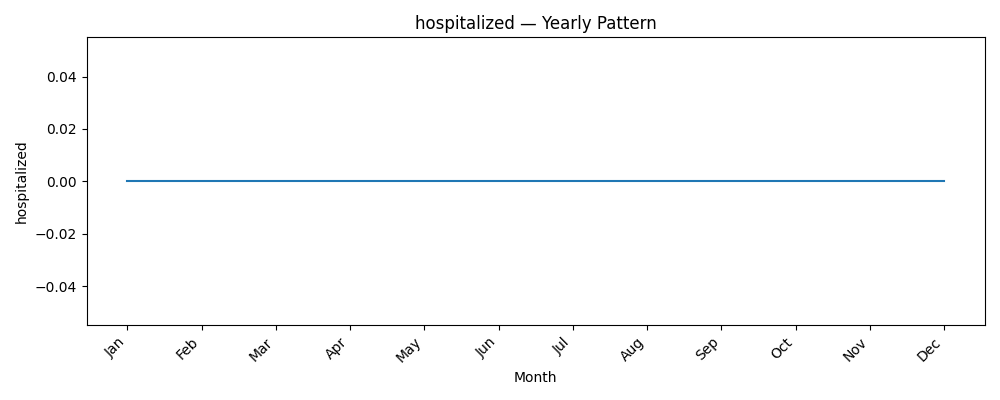 hospitalized — Yearly Pattern
hospitalized
0.04
0.02
0.00
−0.02
−0.04
Jan
Feb
Mar
Apr
May
Jun
Jul
Aug
Sep
Oct
Nov
Dec
Month